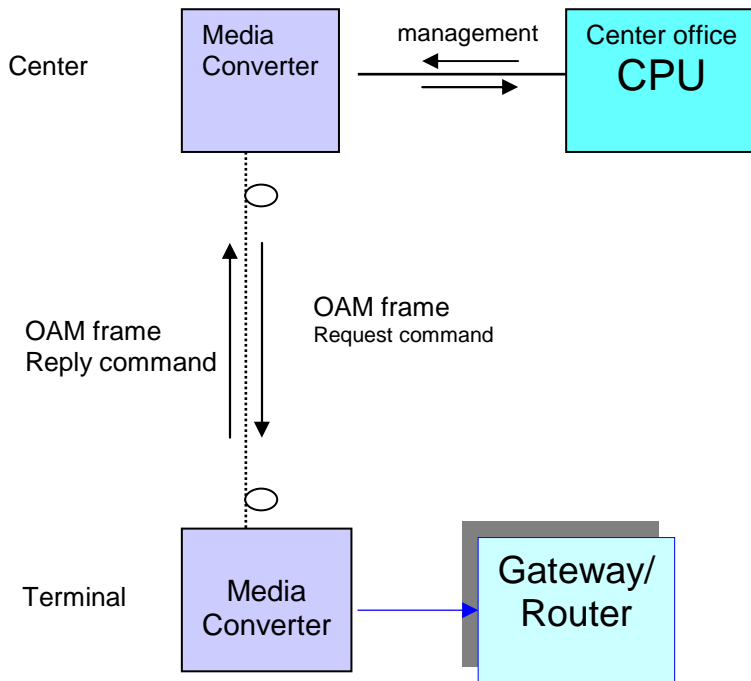 Center
Media
Converter
management
Center office
CPU
OAM frame
Reply command
OAM frame
Request command
Terminal
Media
Converter
Gateway/
Router